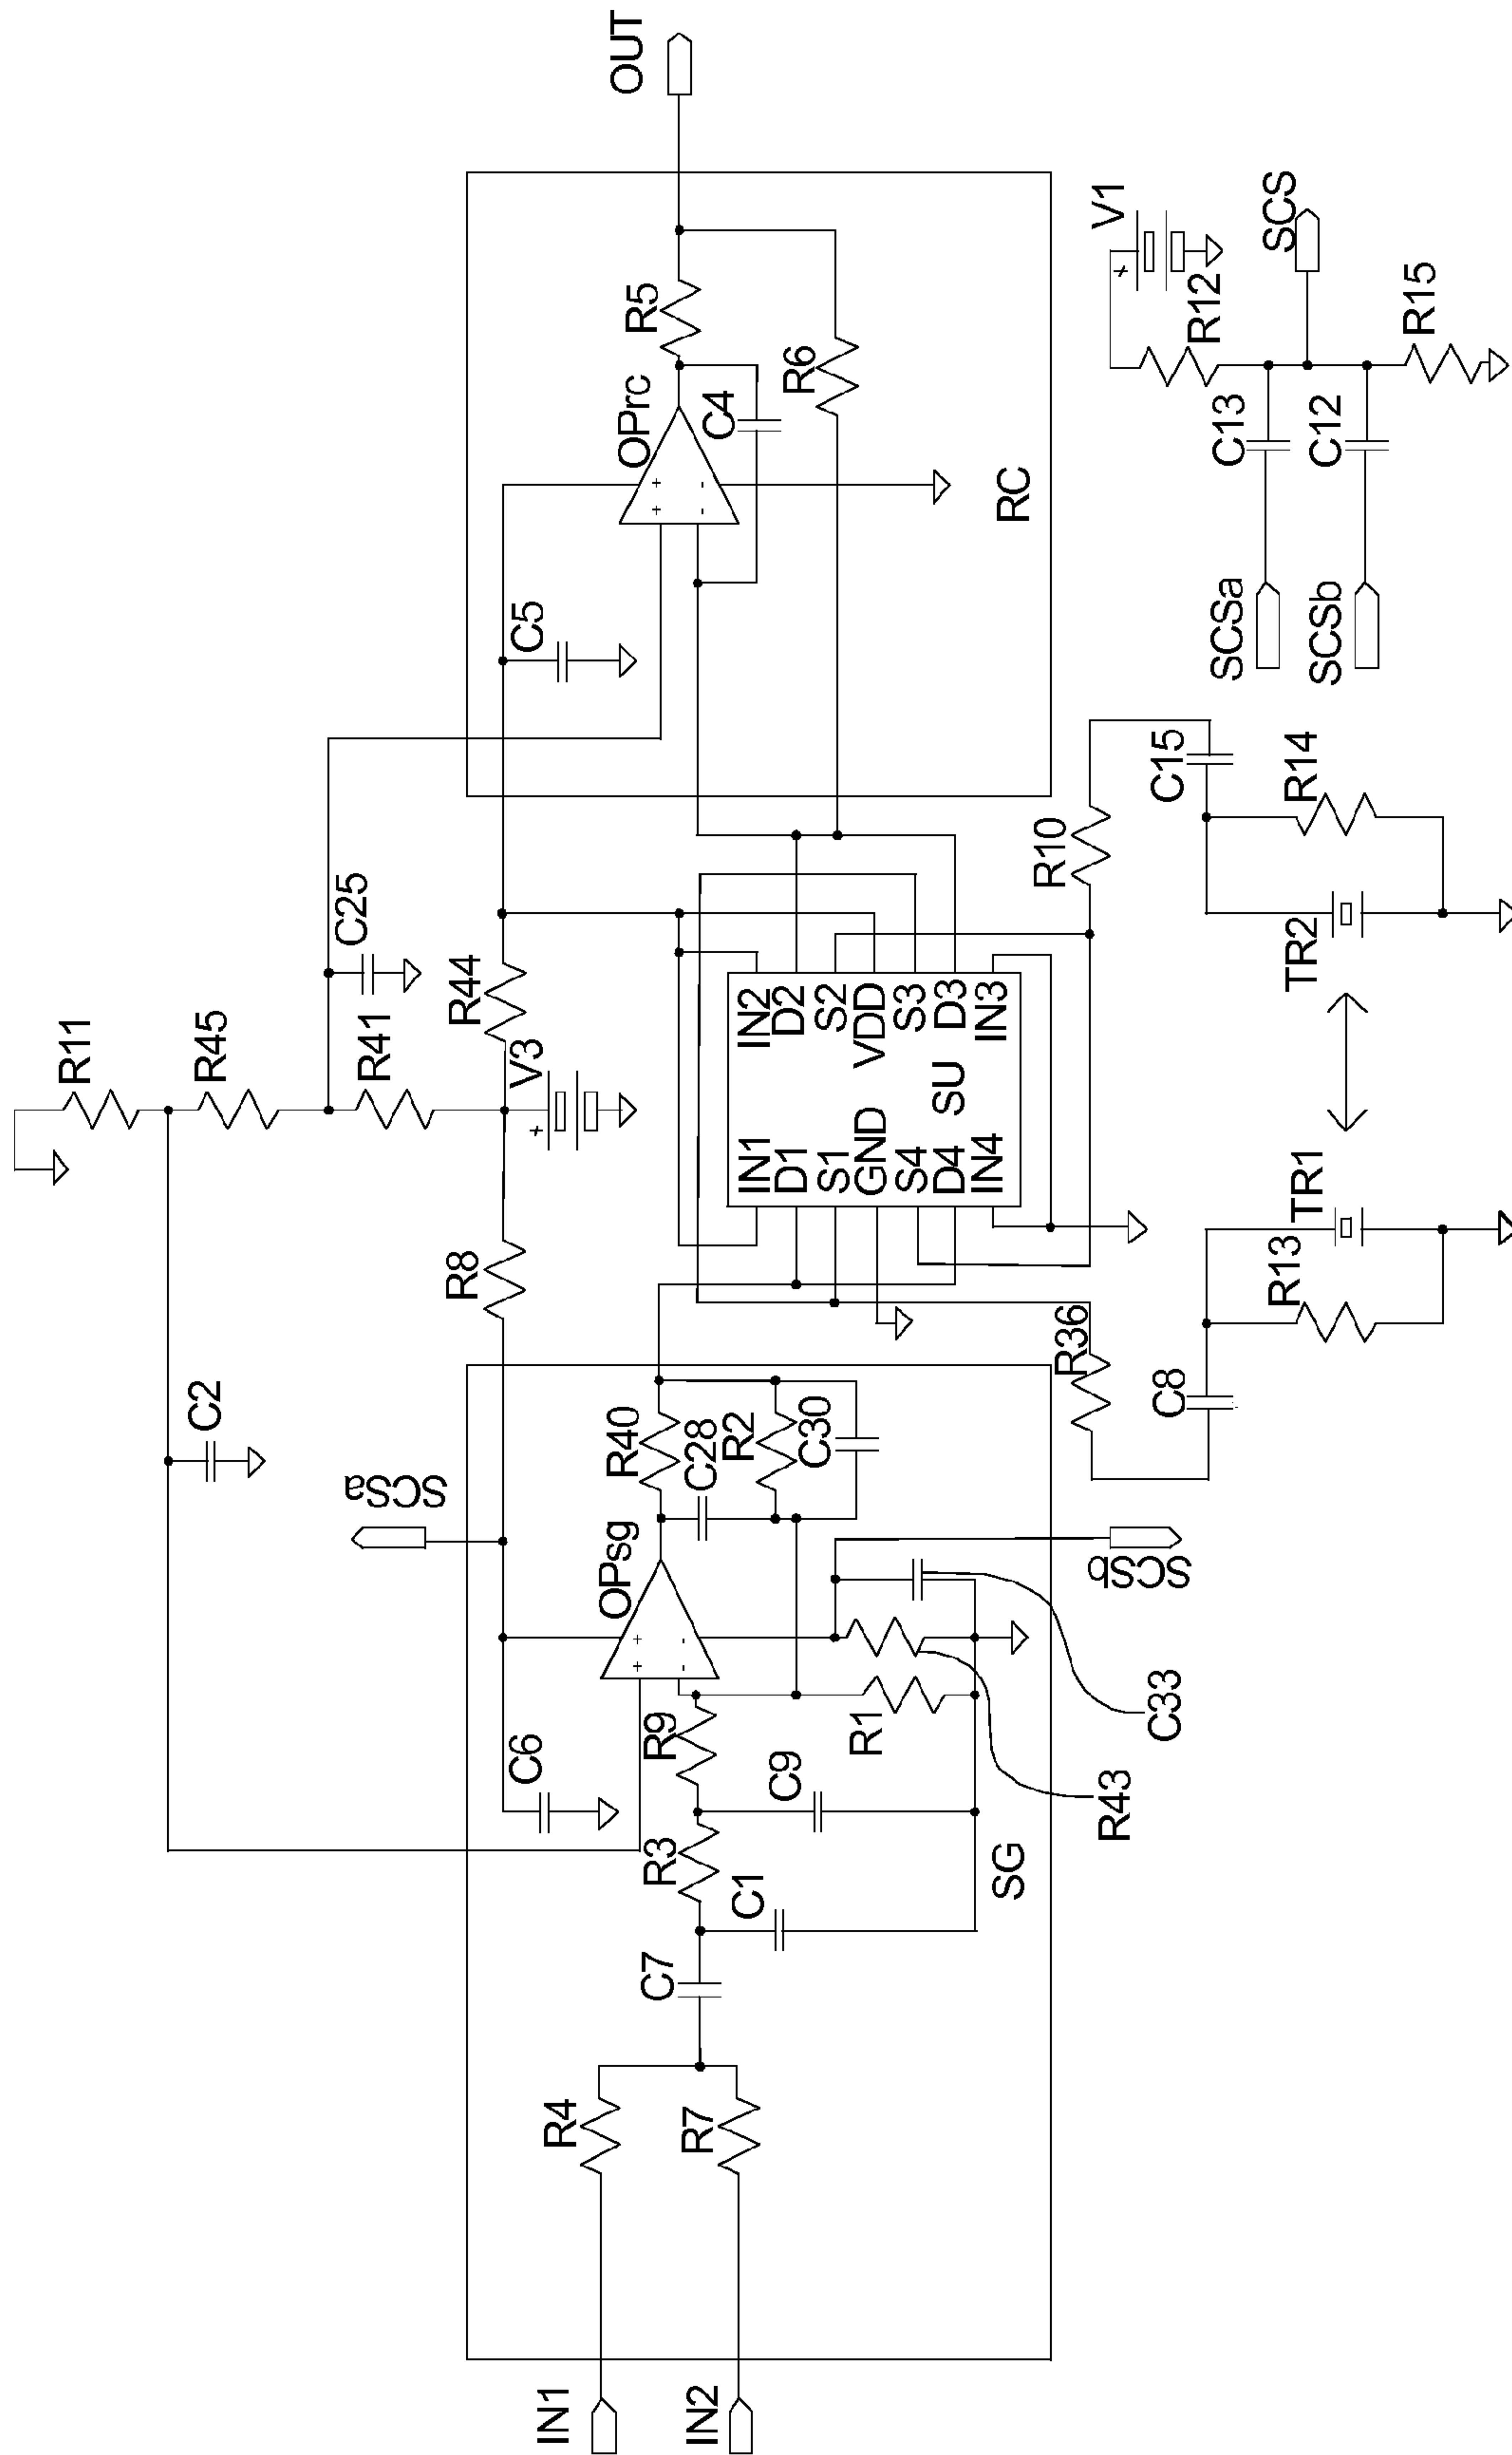 R11
R45
R41
C25
C2
SCSa
R8
V3
+
R44
C5
OUT
IN1
IN2
R4
R7
C7
C1
R3
C9
R9
C6
OPsg
+ +
- -
R1
R43
C33
SCSb
R40
C28
R2
C30
SG
IN1
D1
S1
GND
S4
D4
IN4
SU
IN2
D2
S2
VDD
S3
D3
IN3
OPrc
+ +
- -
C4
R5
R6
RC
R36
C8
R13
TR1
TR2
R14
C15
R10
SCSa
SCSb
C13
C12
R12
V1
+
SCS
R15